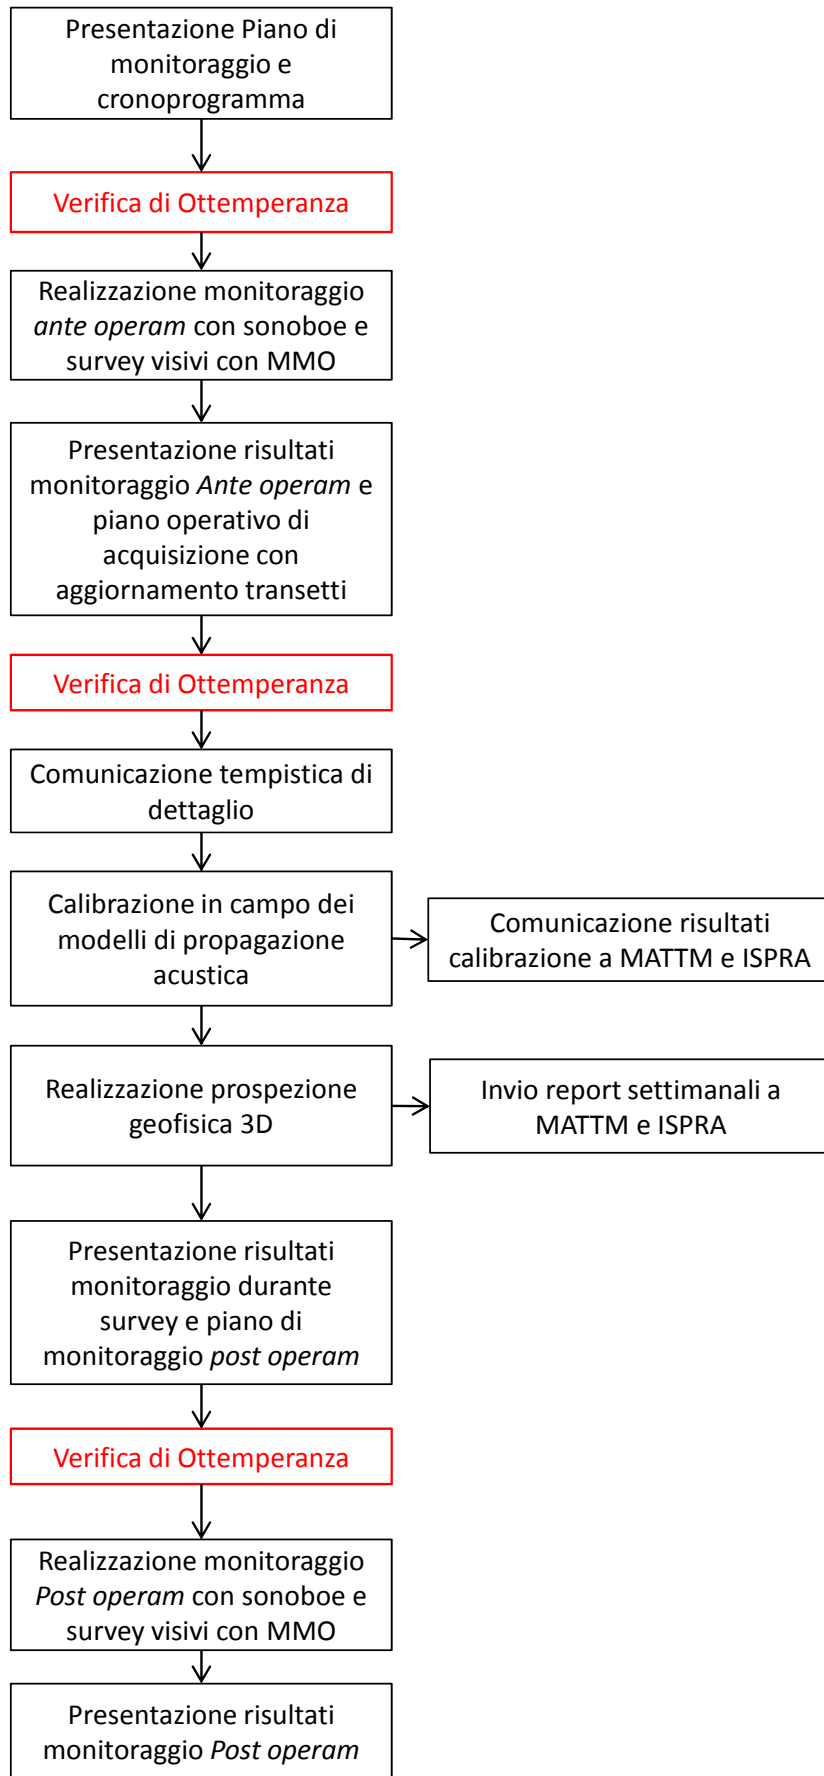 Presentazione Piano di
monitoraggio e
cronoprogramma
Verifica di Ottemperanza
Realizzazione monitoraggio
ante operam con sonoboe e
survey visivi con MMO
Presentazione risultati
monitoraggio Ante operam e
piano operativo di
acquisizione con
aggiornamento transetti
Verifica di Ottemperanza
Comunicazione tempistica di
dettaglio
Calibrazione in campo dei
modelli di propagazione
acustica
Comunicazione risultati
calibrazione a MATTM e ISPRA
Realizzazione prospezione
geofisica 3D
Invio report settimanali a
MATTM e ISPRA
Presentazione risultati
monitoraggio durante
survey e piano di
monitoraggio post operam
Verifica di Ottemperanza
Realizzazione monitoraggio
Post operam con sonoboe e
survey visivi con MMO
Presentazione risultati
monitoraggio Post operam